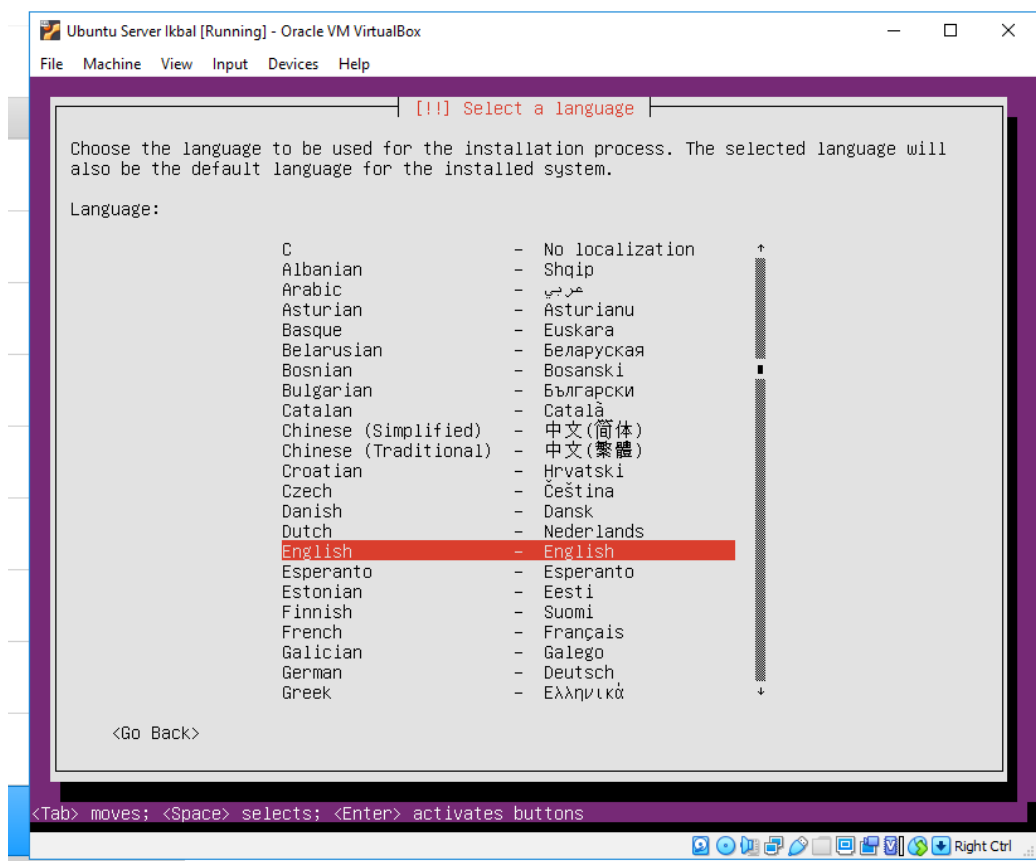 Ubuntu Server Ikbal [Running] - Oracle VM VirtualBox
File Machine View Input Devices Help
[!!] Select a language
Choose the language to be used for the installation process. The selected language will
also be the default language for the installed system.
Language:
C - No localization
Albanian - Shqip
Arabic - عربي
Asturian - Asturianu
Basque - Euskara
Belarusian - Беларуская
Bosnian - Bosanski
Bulgarian - Български
Catalan - Català
Chinese (Simplified) - 中文(简体)
Chinese (Traditional) - 中文(繁體)
Croatian - Hrvatski
Czech - Čeština
Danish - Dansk
Dutch - Nederlands
English - English
Esperanto - Esperanto
Estonian - Eesti
Finnish - Suomi
French - Français
Galician - Galego
German - Deutsch
Greek - Ελληνικά
<Go Back>
<Tab> moves; <Space> selects; <Enter> activates buttons
Right Ctrl